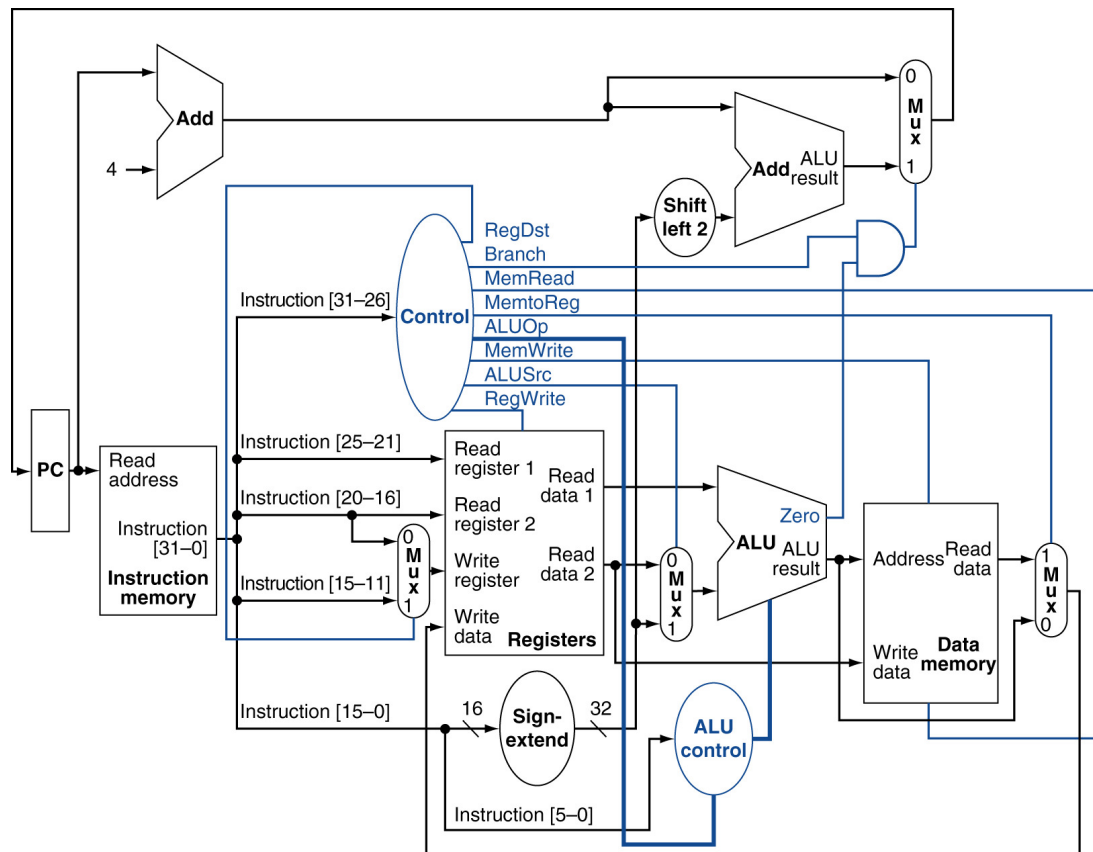 0
M
u
x
1
Add
4
Add
ALU
result
Shift
left 2
RegDst
Branch
MemRead
MemtoReg
ALUOp
MemWrite
ALUSrc
RegWrite
Instruction [31–26]
Control
PC
Read
address
Instruction
[31–0]
Instruction
memory
Instruction [25–21]
Instruction [20–16]
Instruction [15–11]
0
M
u
x
1
Read
register 1
Read
register 2
Write
register
Write
data
Read
data 1
Read
data 2
Registers
0
M
u
x
1
Zero
ALU
ALU
result
Address
Read
data
Write
data
Data
memory
1
M
u
x
0
Instruction [15–0]
16
Sign-
extend
32
ALU
control
Instruction [5–0]